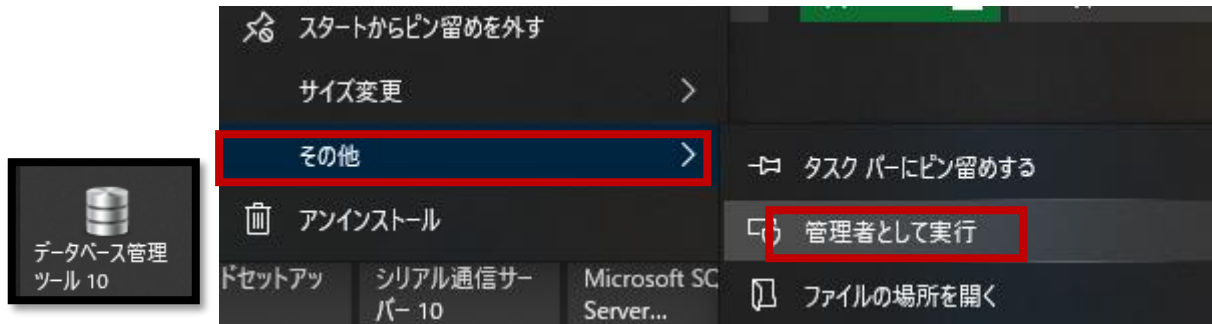 データベース管理
ツール 10
スタートからピン留めを外す
サイズ変更
その他
アンインストール
タスク バーにピン留めする
管理者として実行
ファイルの場所を開く
ドセットアッ
シリアル通信サー
バー 10
Microsoft SC
Server...